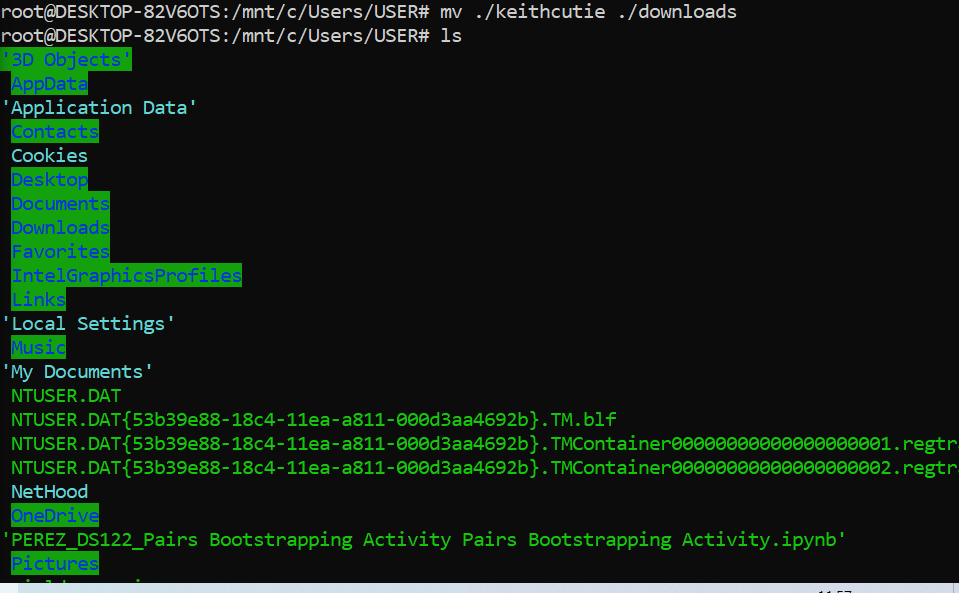 root@DESKTOP-82V6OTS:/mnt/c/Users/USER# mv ./keithcutie ./downloads
root@DESKTOP-82V6OTS:/mnt/c/Users/USER# ls
'3D Objects'
AppData
'Application Data'
Contacts
Cookies
Desktop
Documents
Downloads
Favorites
IntelGraphicsProfiles
Links
'Local Settings'
Music
'My Documents'
NTUSER.DAT
NTUSER.DAT{53b39e88-18c4-11ea-a811-000d3aa4692b}.TM.blf
NTUSER.DAT{53b39e88-18c4-11ea-a811-000d3aa4692b}.TMContainer00000000000000000001.regtr
NTUSER.DAT{53b39e88-18c4-11ea-a811-000d3aa4692b}.TMContainer00000000000000000002.regtr
NetHood
OneDrive
'PEREZ_DS122_Pairs Bootstrapping Activity Pairs Bootstrapping Activity.ipynb'
Pictures